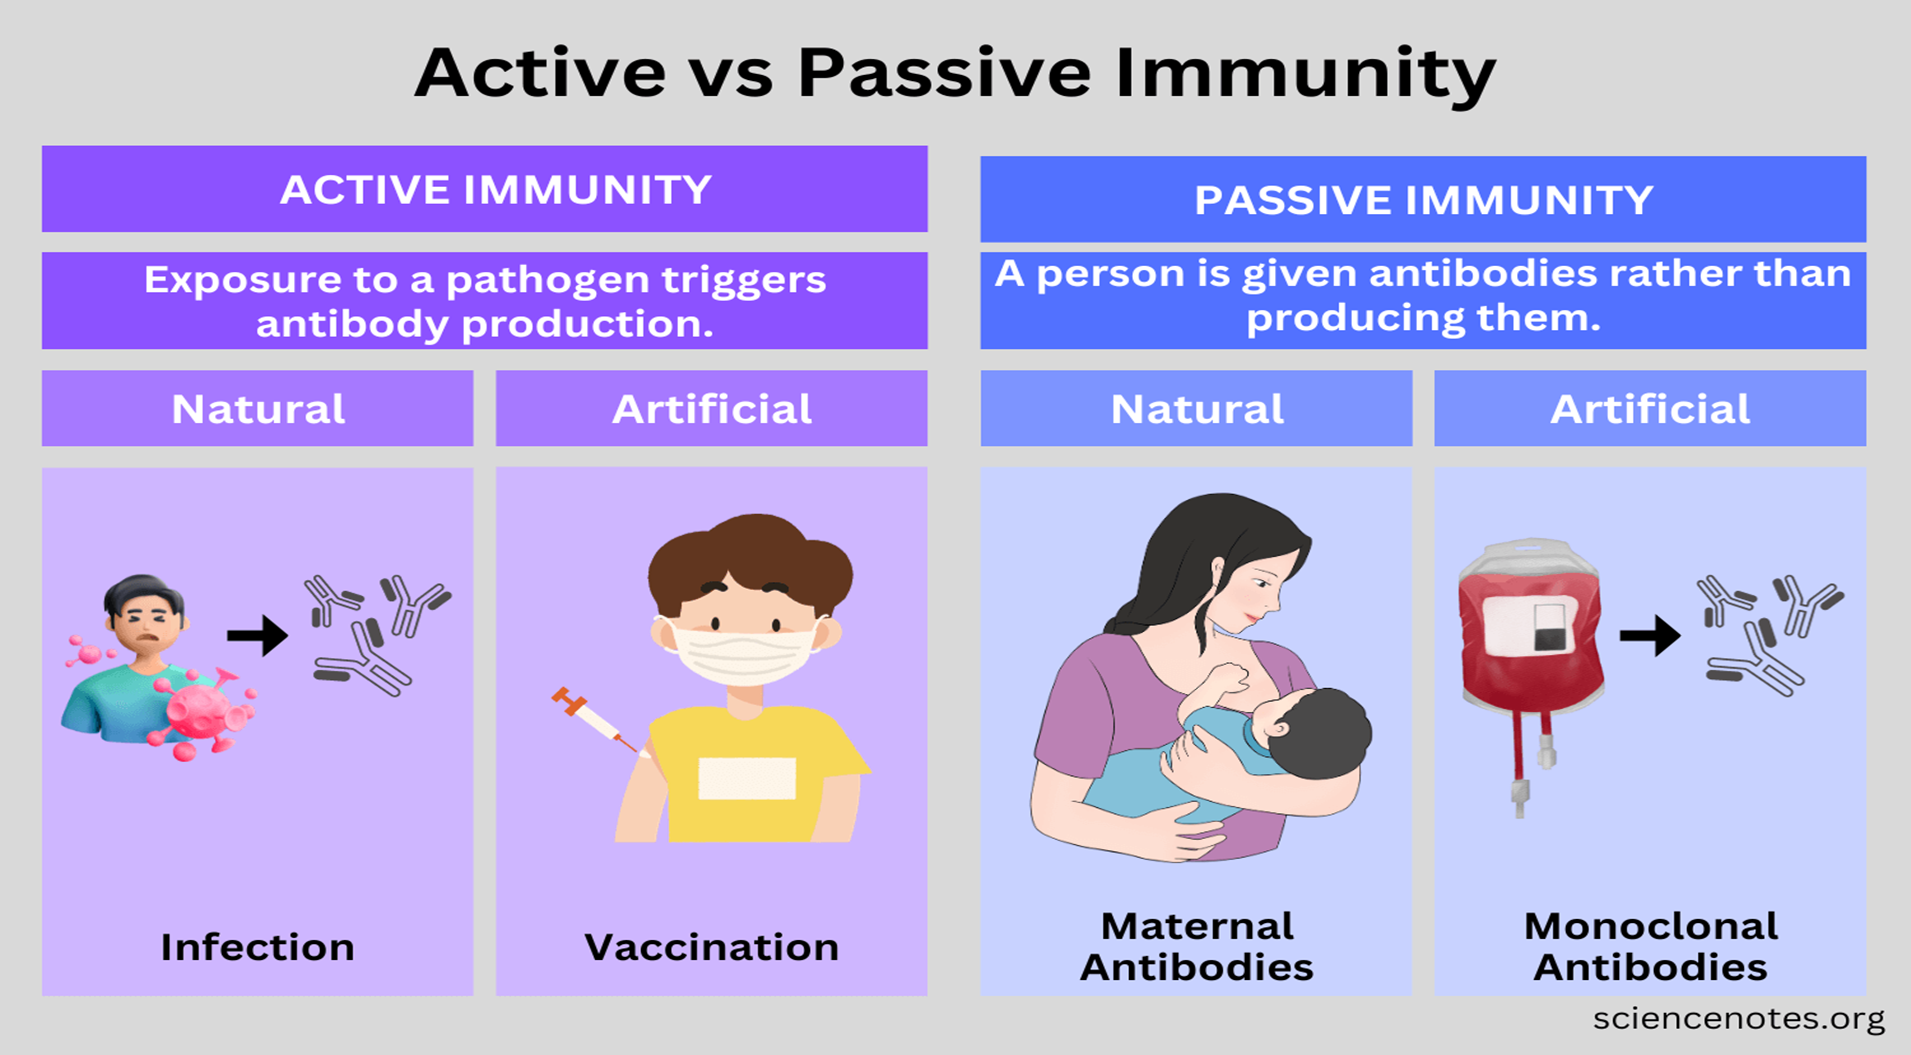 Active vs Passive Immunity
ACTIVE IMMUNITY
Exposure to a pathogen triggers
antibody production.
Natural
Artificial
Infection
Vaccination
PASSIVE IMMUNITY
A person is given antibodies rather than
producing them.
Natural
Artificial
Maternal
Antibodies
Monoclonal
Antibodies
sciencenotes.org